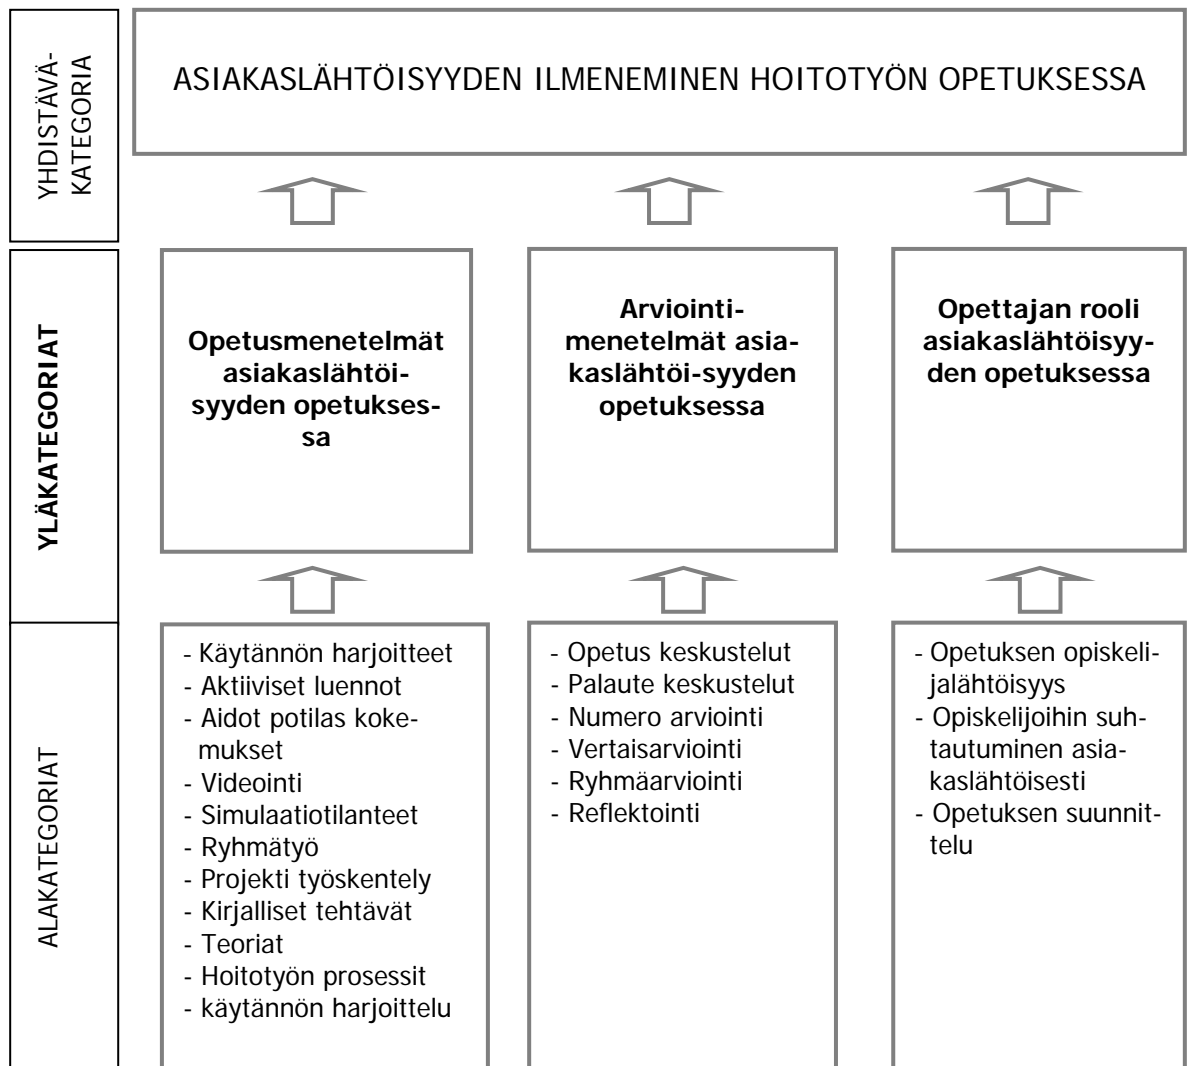 YHDISTÄVÄ-
KATEGORIA
ASIAKASLÄHTÖISYYDEN ILMENEMINEN HOITOTYÖN OPETUKSESSA
YLÄKATEGORIAT
Opetusmenetelmät
asiakaslähtöi-
syyden opetukses-
sa
Arviointi-
menetelmät asia-
kaslähtöi-syyden
opetuksessa
Opettajan rooli
asiakaslähtöisyy-
den opetuksessa
ALAKATEGORIAT
- Käytännön harjoitteet
- Aktiiviset luennot
- Aidot potilas koke-
mukset
- Videointi
- Simulaatiotilanteet
- Ryhmätyö
- Projekti työskentely
- Kirjalliset tehtävät
- Teoriat
- Hoitotyön prosessit
- käytännön harjoittelu
- Opetus keskustelut
- Palaute keskustelut
- Numero arviointi
- Vertaisarviointi
- Ryhmäarviointi
- Reflektointi
- Opetuksen opiskeli-
jalähtöisyys
- Opiskelijoihin suh-
tautuminen asia-
kaslähtöisesti
- Opetuksen suunnit-
telu